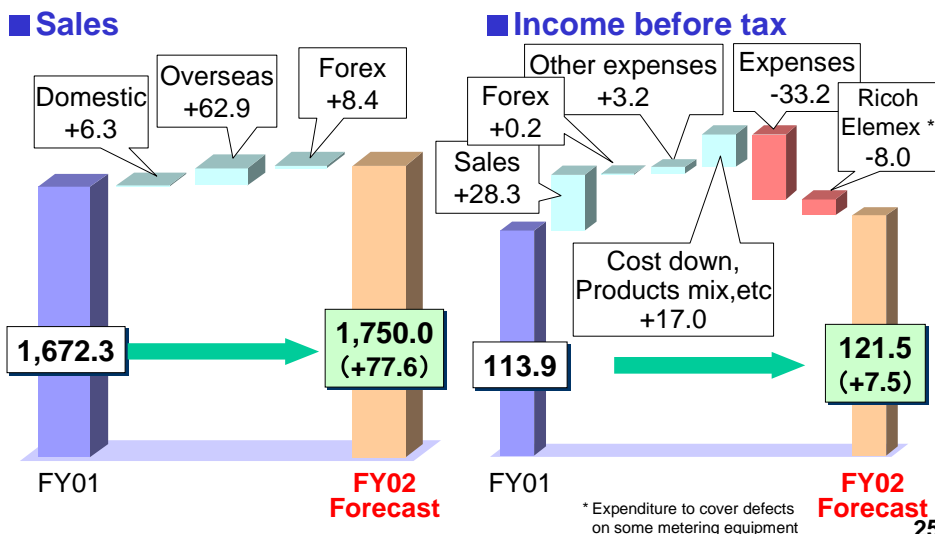 Sales
Domestic
+6.3
Overseas
+62.9
Forex
+8.4
1,672.3
1,750.0
(+77.6)
FY01
FY02
Forecast
Income before tax
Sales
+28.3
Forex
+0.2
Other expenses
+3.2
Cost down,
Products mix,etc
+17.0
Expenses
-33.2
Ricoh
Elemex *
-8.0
113.9
121.5
(+7.5)
FY01
FY02
Forecast
* Expenditure to cover defects
on some metering equipment
25